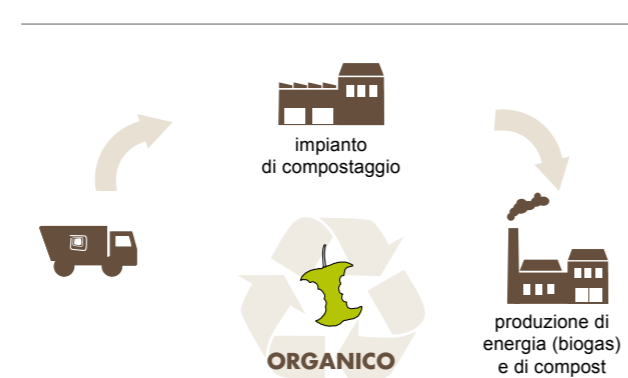 impianto
di compostaggio
ORGANICO
produzione di
energia (biogas)
e di compost